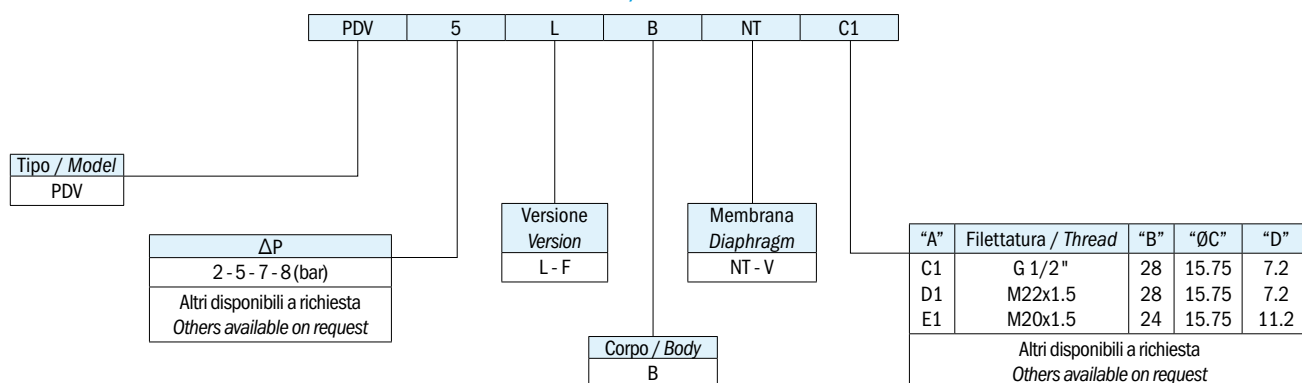 PDV 5 L B NT C1
Tipo / Model
PDV
ΔP
2 - 5 - 7 - 8 (bar)
Altri disponibili a richiesta
Others available on request
Versione
Version
L - F
Corpo / Body
B
Membrana
Diaphragm
NT - V
“A” Filettatura / Thread “B” “ØC” “D”
C1 G 1/2" 28 15.75 7.2
D1 M22x1.5 28 15.75 7.2
E1 M20x1.5 24 15.75 11.2
Altri disponibili a richiesta
Others available on request